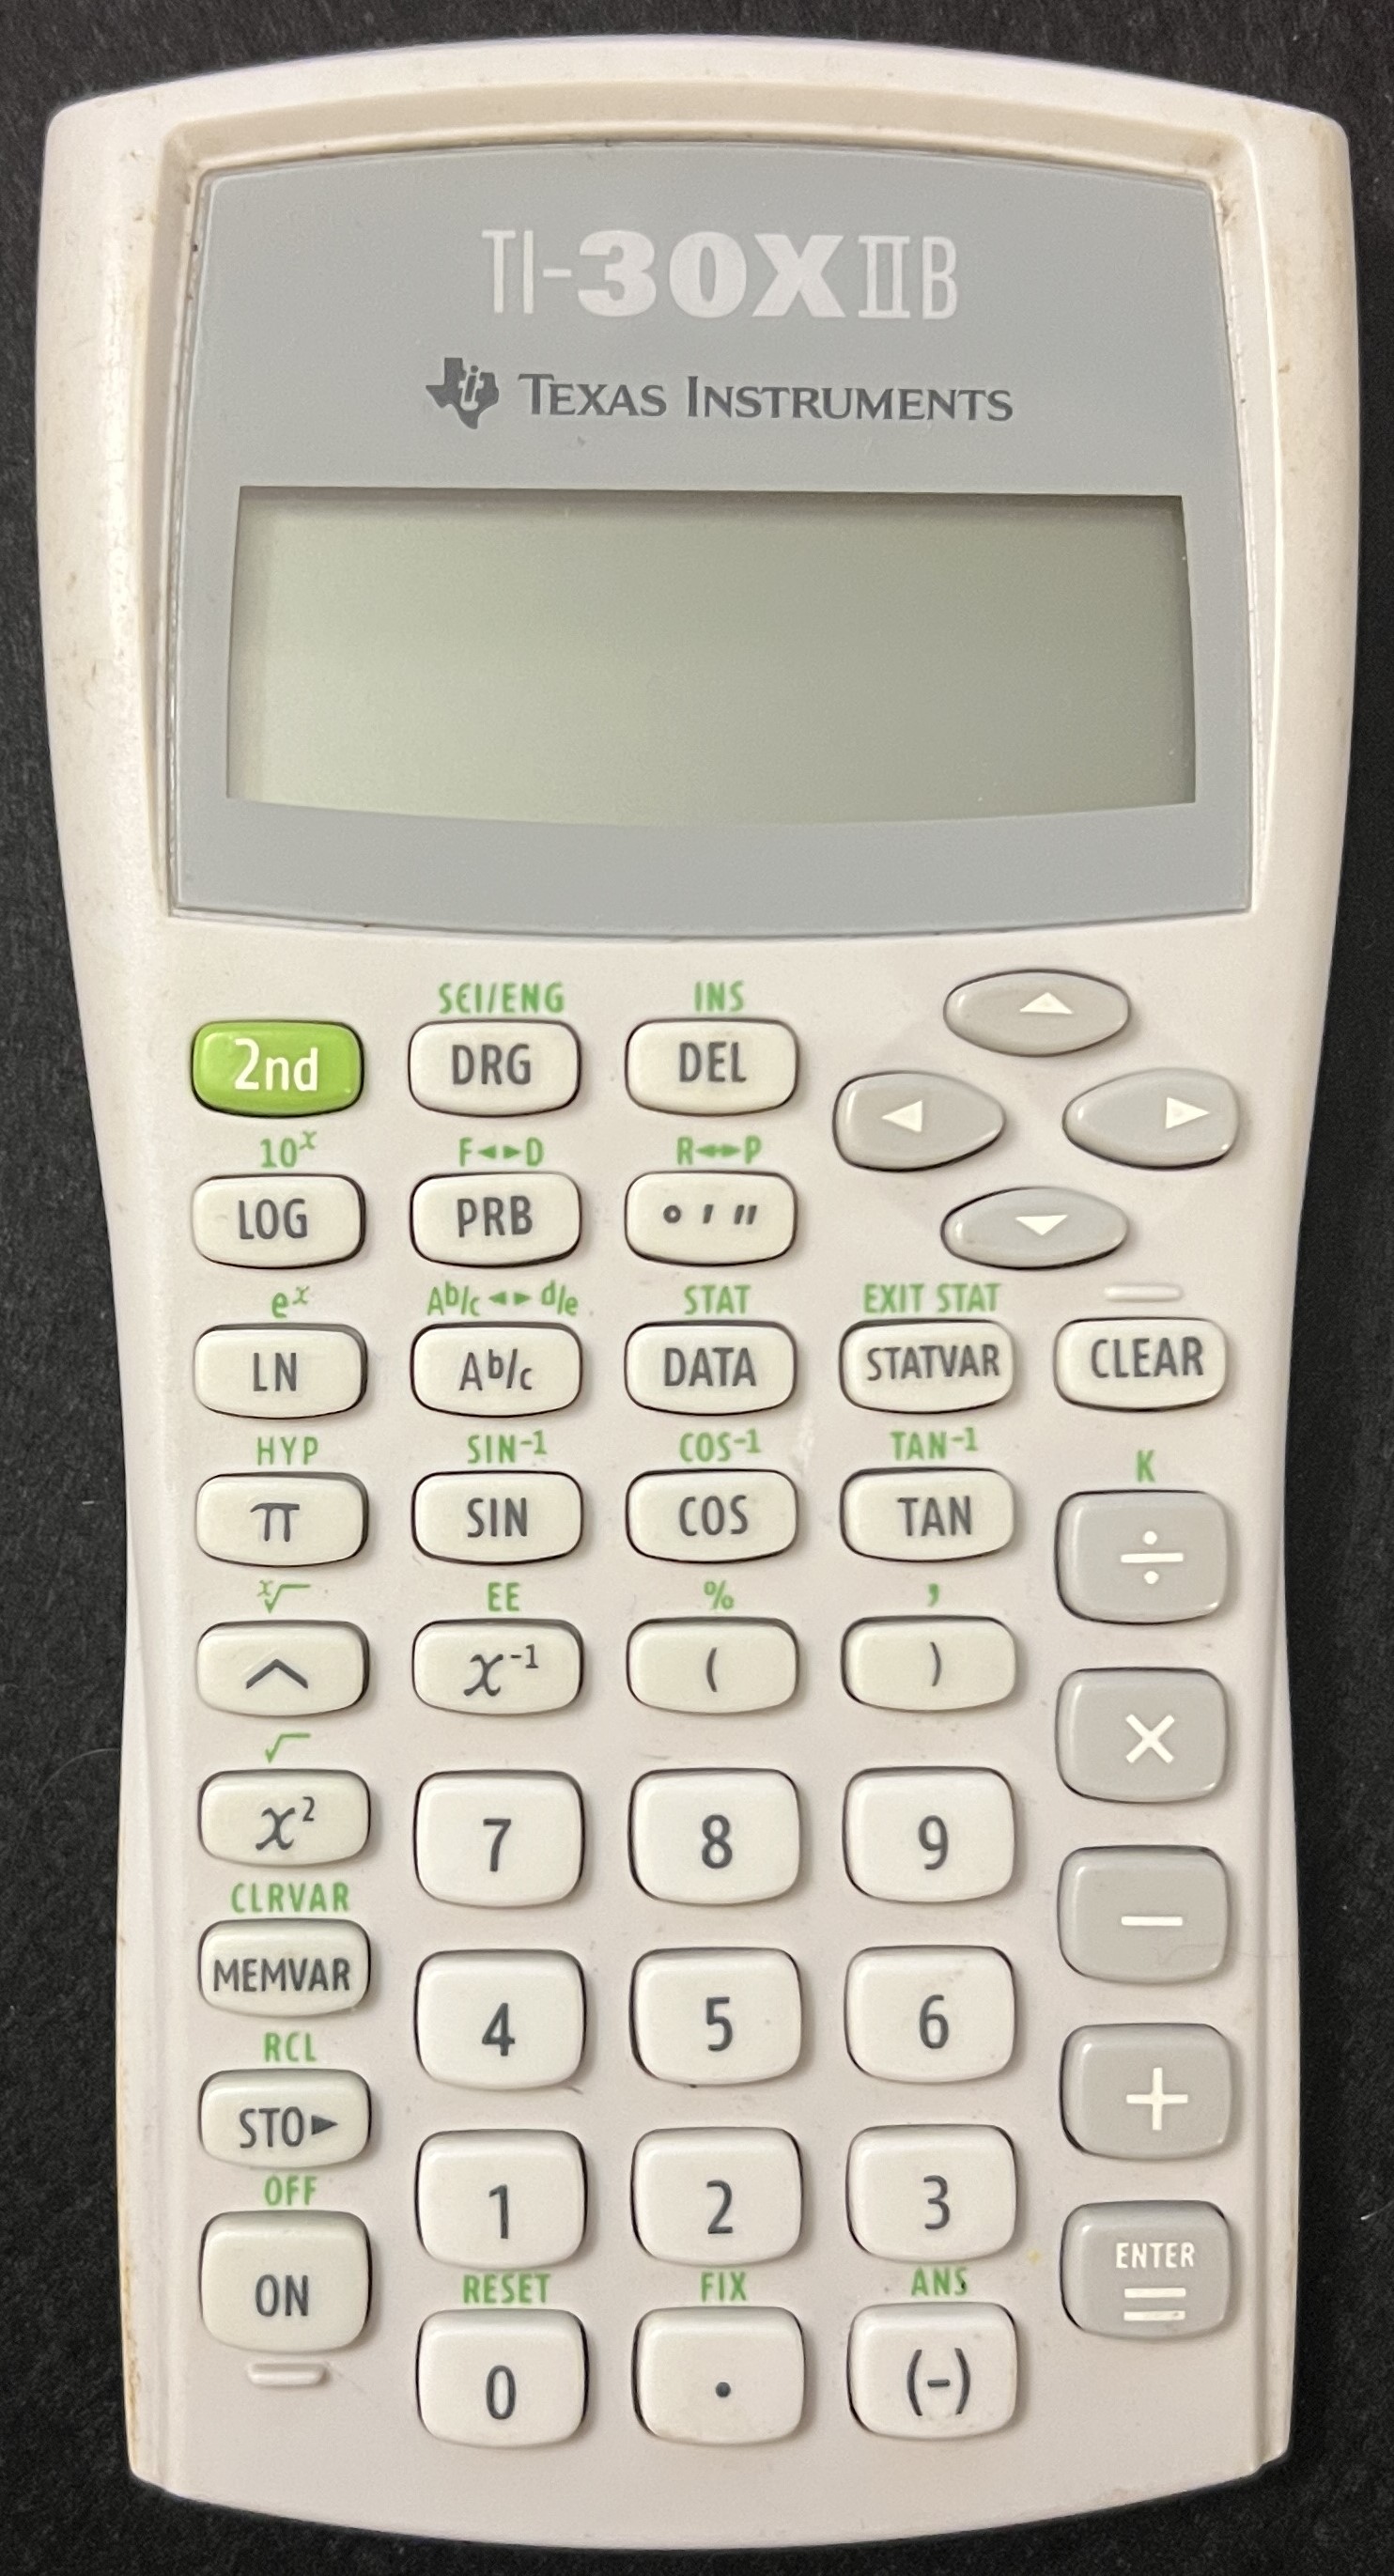 TI-30X IIB
TEXAS INSTRUMENTS
SCI/ENG INS
2nd DRG DEL
10ˣ F◄►D R◄►P
LOG PRB ° ′ ″
eˣ Ab/c ◄► d/e STAT EXIT STAT
LN Ab/c DATA STATVAR CLEAR
HYP SIN⁻¹ COS⁻¹ TAN⁻¹ K
π SIN COS TAN ÷
ˣ√ EE % ,
^ x⁻¹ ( ) ×
√
x² 7 8 9
CLRVAR
MEMVAR 4 5 6 −
RCL
STO► +
OFF
ON 1 2 3 ENTER =
RESET FIX ANS
0 . (-)